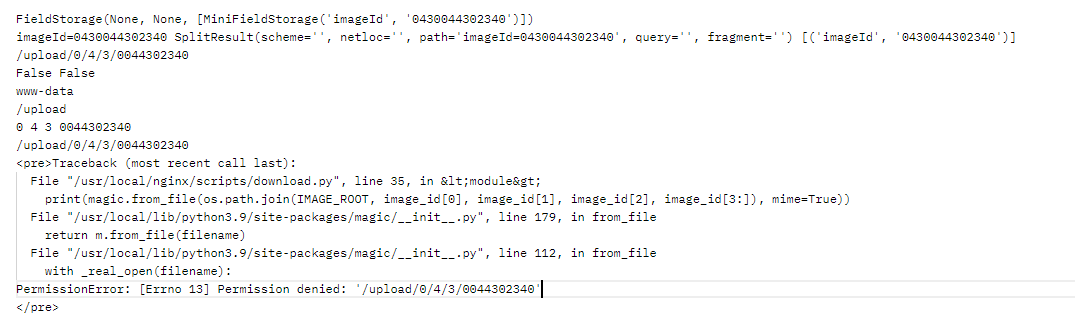 FieldStorage(None, None, [MiniFieldStorage('imageId', '0430044302340')])
imageId=0430044302340 SplitResult(scheme='', netloc='', path='imageId=0430044302340', query='', fragment='') [('imageId', '0430044302340')]
/upload/0/4/3/0044302340
False False
www-data
/upload
0 4 3 0044302340
/upload/0/4/3/0044302340
<pre>Traceback (most recent call last):
  File "/usr/local/nginx/scripts/download.py", line 35, in &lt;module&gt;
    print(magic.from_file(os.path.join(IMAGE_ROOT, image_id[0], image_id[1], image_id[2], image_id[3:]), mime=True))
  File "/usr/local/lib/python3.9/site-packages/magic/__init__.py", line 179, in from_file
    return m.from_file(filename)
  File "/usr/local/lib/python3.9/site-packages/magic/__init__.py", line 112, in from_file
    with _real_open(filename):
PermissionError: [Errno 13] Permission denied: '/upload/0/4/3/0044302340'
</pre>